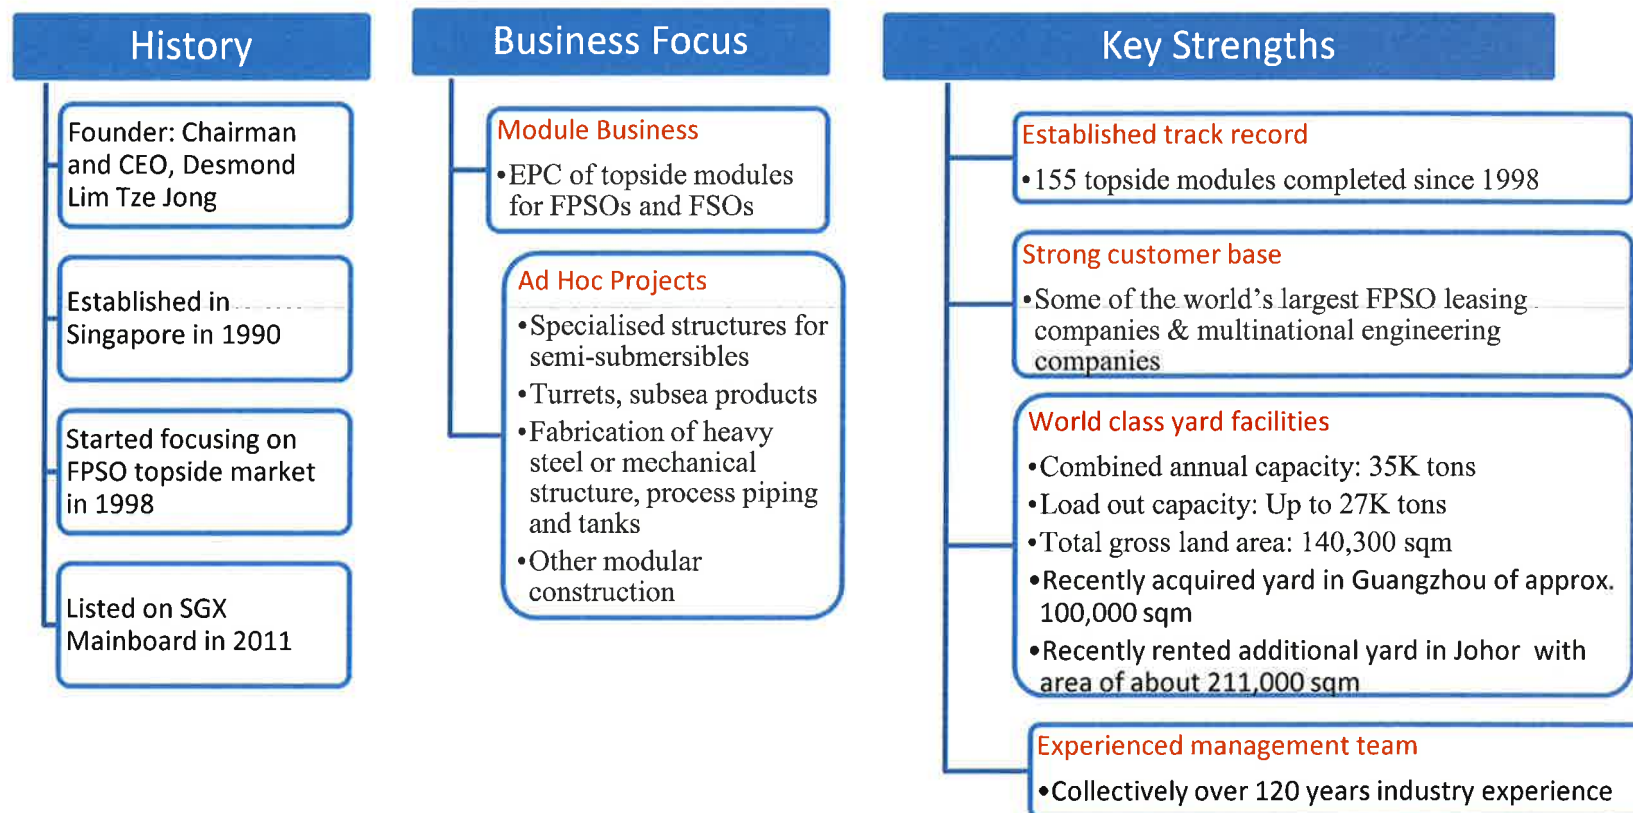 History
Founder: Chairman
and CEO, Desmond
Lim Tze Jong
Established in
Singapore in 1990
Started focusing on
FPSO topside market
in 1998
Listed on SGX
Mainboard in 2011
Business Focus
Module Business
•EPC of topside modules
for FPSOs and FSOs
Ad Hoc Projects
•Specialised structures for
semi-submersibles
•Turrets, subsea products
•Fabrication of heavy
steel or mechanical
structure, process piping
and tanks
•Other modular
construction
Key Strengths
Established track record
•155 topside modules completed since 1998
Strong customer base
•Some of the world's largest FPSO leasing
companies & multinational engineering
companies
World class yard facilities
•Combined annual capacity: 35K tons
•Load out capacity: Up to 27K tons
•Total gross land area: 140,300 sqm
•Recently acquired yard in Guangzhou of approx.
100,000 sqm
•Recently rented additional yard in Johor with
area of about 211,000 sqm
Experienced management team
•Collectively over 120 years industry experience